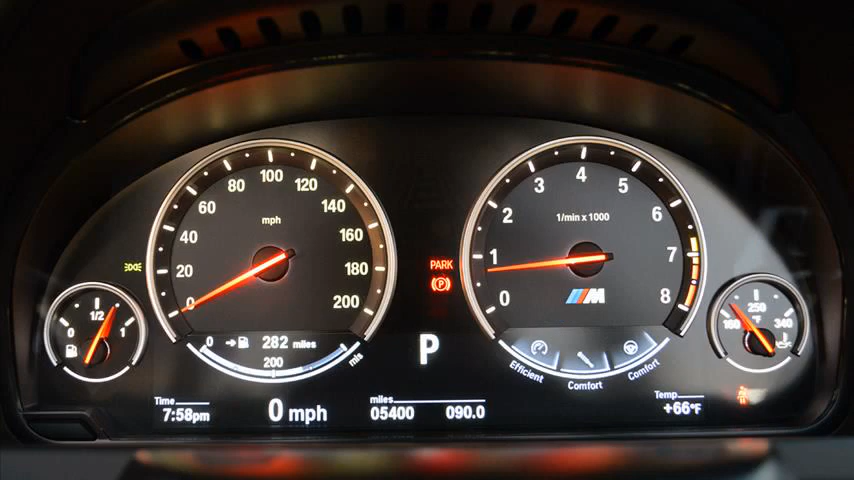 100
80 120
60 140
40 mph 160
20 180
0 200
0 282 miles
200 mls
4
3 5
2 1/min x 1000 6
1 7
0 M 8
PARK
P
P
0 1/2 1
160 250 °F 340
Efficient Comfort Comfort
Time
7:58pm
0 mph
miles
05400 090.0
Temp
+66°F